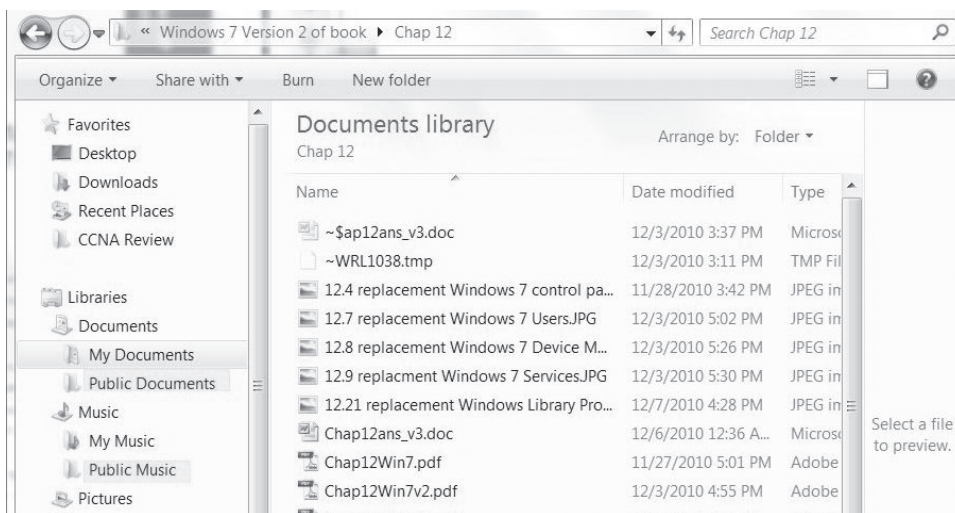 « Windows 7 Version 2 of book ▸ Chap 12
Search Chap 12
Organize ▾ Share with ▾ Burn New folder
Favorites
Desktop
Downloads
Recent Places
CCNA Review
Libraries
Documents
My Documents
Public Documents
Music
My Music
Public Music
Pictures
Documents library
Chap 12
Arrange by: Folder ▾
Name Date modified Type
~$ap12ans_v3.doc 12/3/2010 3:37 PM Microso
~WRL1038.tmp 12/3/2010 3:11 PM TMP Fil
12.4 replacement Windows 7 control pa... 11/28/2010 3:42 PM JPEG im
12.7 replacement Windows 7 Users.JPG 12/3/2010 5:02 PM JPEG im
12.8 replacement Windows 7 Device M... 12/3/2010 5:26 PM JPEG im
12.9 replacment Windows 7 Services.JPG 12/3/2010 5:30 PM JPEG im
12.21 replacement Windows Library Pro... 12/7/2010 4:28 PM JPEG im
Chap12ans_v3.doc 12/6/2010 12:36 A... Microso
Chap12Win7.pdf 11/27/2010 5:01 PM Adobe
Chap12Win7v2.pdf 12/3/2010 4:55 PM Adobe
Select a file
to preview.